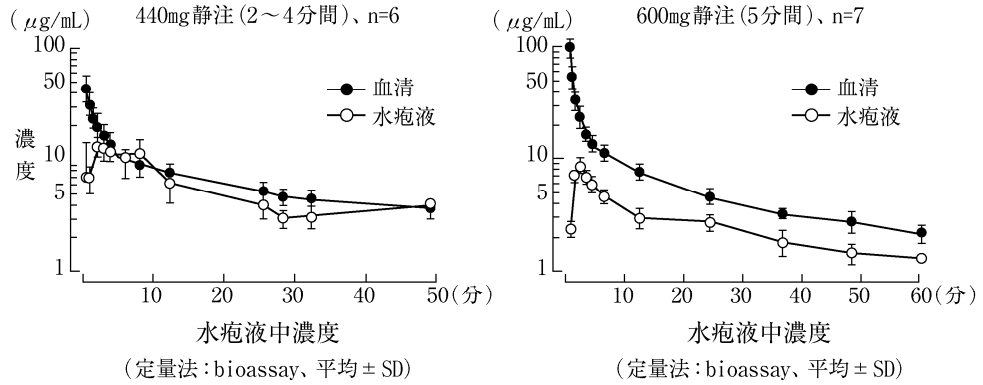 440mg静注(2～4分間)、n=6
(μg/mL)
100
50
10
5
1
濃度
血清
水疱液
10 20 30 40 50(分)
水疱液中濃度
(定量法：bioassay、平均±SD)
600mg静注(5分間)、n=7
(μg/mL)
100
50
10
5
1
血清
水疱液
10 20 30 40 50 60(分)
水疱液中濃度
(定量法：bioassay、平均±SD)